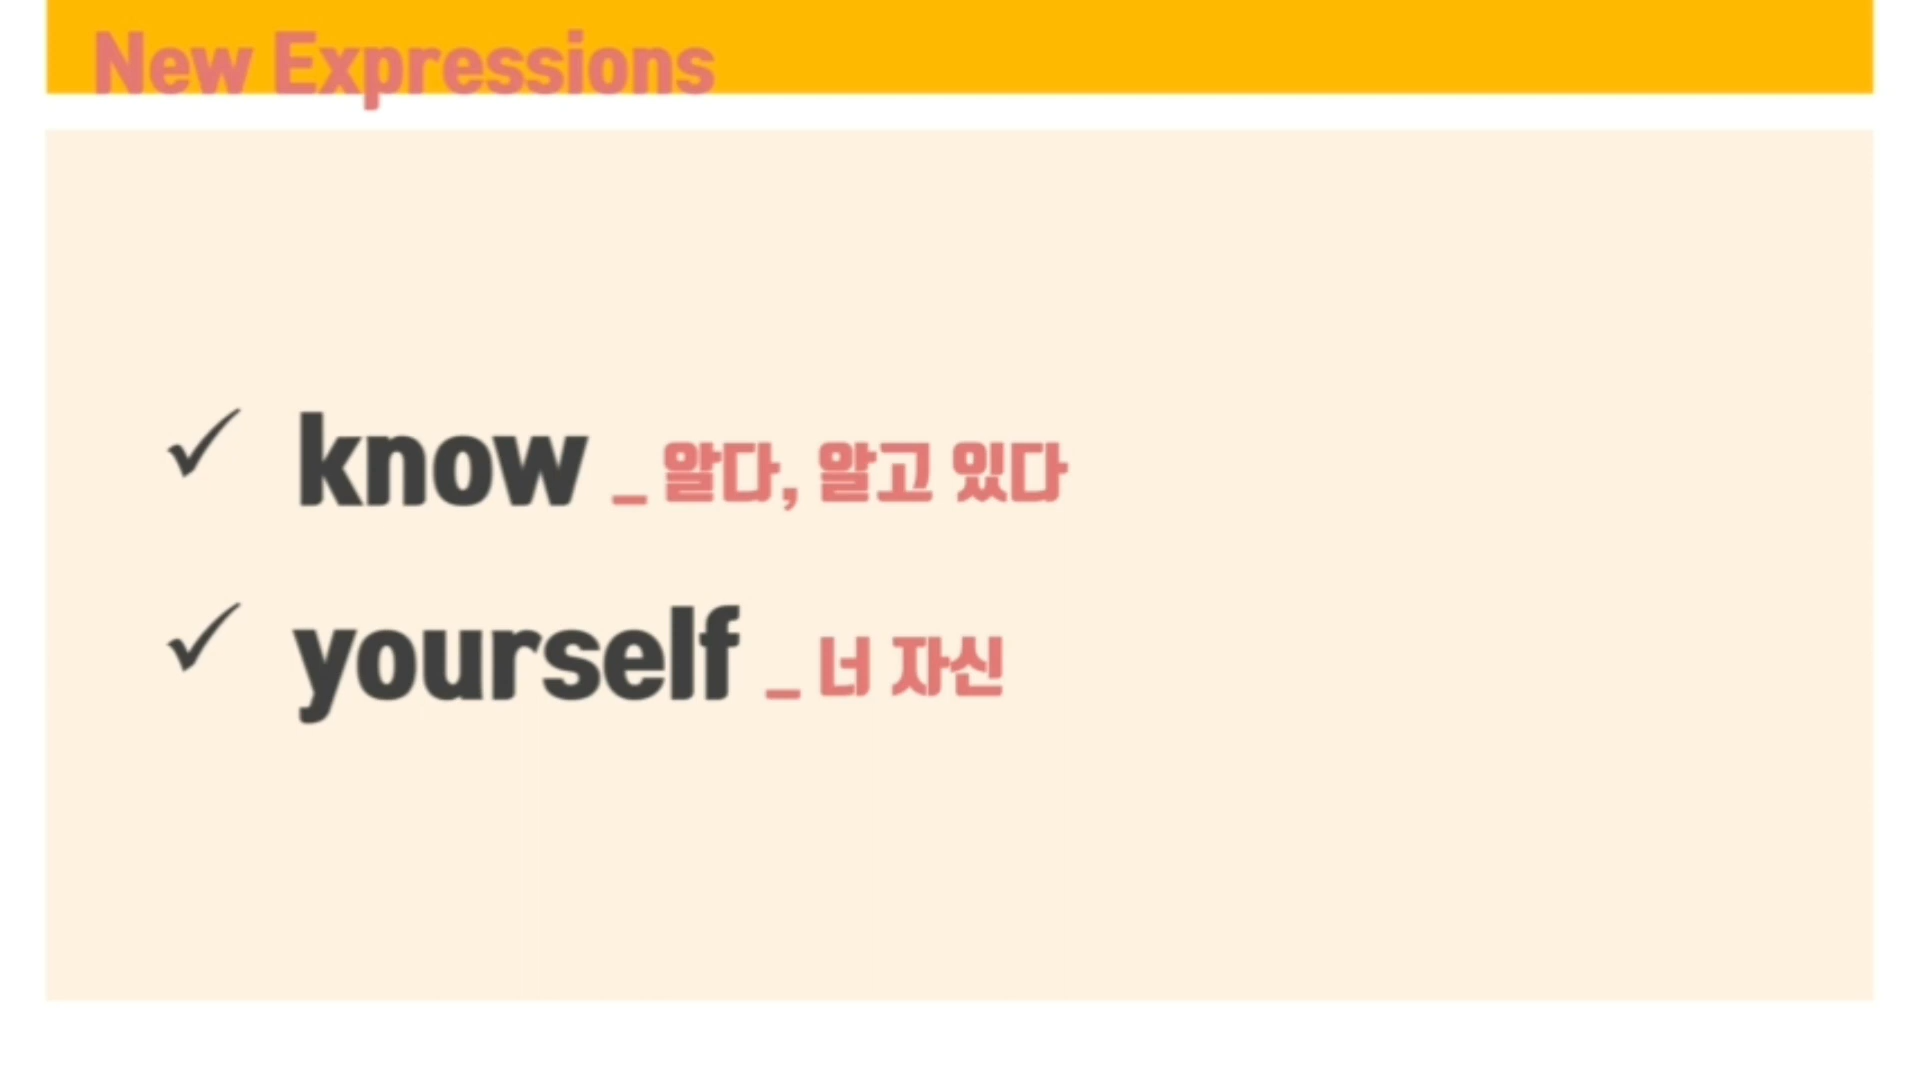 New Expressions
✓ know _ 알다, 알고 있다
✓ yourself _ 너 자신